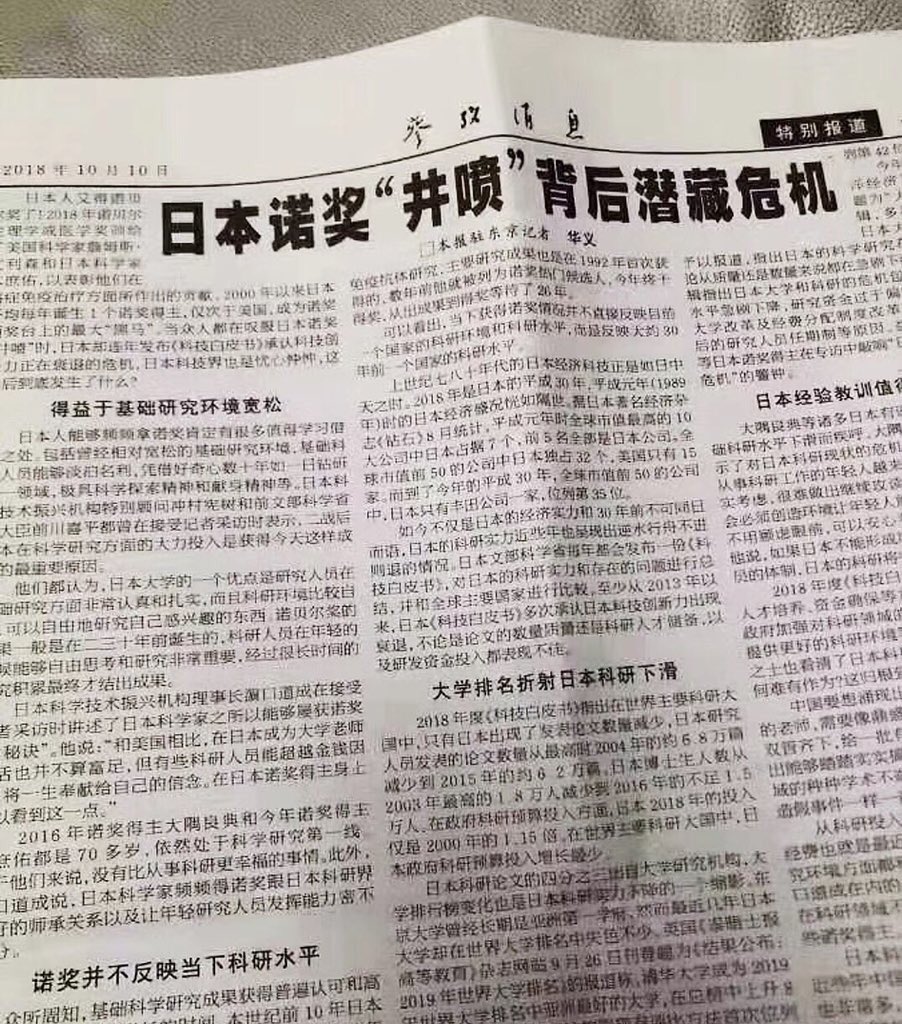 参考消息
特别报道
2018年10月10日
日本诺奖“井喷”背后潜藏危机
□本报驻东京记者 华义
日本人又得诺贝
奖了!2018年诺贝尔
理学或医学奖颁给
美国科学家詹姆斯·
艾利森和日本科学家
庶佑,以表彰他们在
症免疫治疗方面所作出的贡献。2000年以来日本
均每年诞生1个诺奖得主,仅次于美国,成为诺奖
奖台上的最大“黑马”。当众人都在叹服日本诺奖
井喷”时,日本却连年发布《科技白皮书》承认科技创
力正在衰退的危机,日本科技界也是忧心忡忡,这
后到底发生了什么?
得益于基础研究环境宽松
日本人能够频频拿诺奖肯定有很多值得学习借
之处。包括曾经相对宽松的基础研究环境,基础科
人员能够淡泊名利,凭借好奇心数十年如一日钻研
一领域,极具科学探索精神和献身精神等。日本科
技术振兴机构特别顾问冲村宪树和前文部科学省
大臣前川喜平都曾在接受记者采访时表示,二战后
本在科学研究方面的大力投入是获得今天这样成
的最重要原因。
他们都认为,日本大学的一个优点是研究人员在
础研究方面非常认真和扎实,而且科研环境比较自
,可以自由地研究自己感兴趣的东西。诺贝尔奖的
果一般是在二三十年前诞生的,科研人员在年轻的
候能够自由思考和研究非常重要,经过很长时间的
究积累最终才结出成果。
日本科学技术振兴机构理事长滨口道成在接受
者采访时讲述了日本科学家之所以能够屡获诺奖
秘诀”。他说:“和美国相比,在日本成为大学老师
活也并不算富足,但有些科研人员能超越金钱因
将一生奉献给自己的信念。在日本诺奖得主身上
以看到这一点。”
2016年诺奖得主大隅良典和今年诺奖得主
庶佑都是70多岁,依然处于科学研究第一线
于他们来说,没有比从事科研更幸福的事情。此外,
口道成说,日本科学家频频得诺奖跟日本科研界
好的师承关系以及让年轻研究人员发挥能力密不
分。
诺奖并不反映当下科研水平
众所周知,基础科学研究成果获得普遍认可和高
的时间。本世纪前10年日本
免疫抗体研究,主要研究成果也是在1992年首次获
得的,数年前他就被列为诺奖热门候选人,今年终于
得奖,从出成果到得奖等待了26年。
可以看出,当下获得诺奖情况并不直接反映目前
一个国家的科研环境和科研水平,而是反映大约30
年前一个国家的科研水平。
上世纪七八十年代的日本经济科技正是如日中
天之时。2018年是日本的平成30年,平成元年(1989
年)时的日本经济盛况恍如隔世。据日本著名经济杂
志《钻石》8月统计,平成元年时全球市值最高的10
大公司中日本占据7个,前5名全部是日本公司。全
球市值前50的公司中日本独占32个,美国只有15
家。而到了今年的平成30年,全球市值前50的公司
中,日本只有丰田公司一家,位列第35位。
如今不仅是日本的经济实力和30年前不可同日
而语,日本的科研实力近些年也呈现出逆水行舟不进
则退的情况。日本文部科学省每年都会发布一份《科
技白皮书》,对日本的科研实力和存在的问题进行总
结,并和全球主要国家进行比较。至少从2013年以
来,日本《科技白皮书》多次承认日本科技创新力出现
衰退,不论是论文的数量质量还是科研人才储备,以
及研发资金投入都表现不佳。
大学排名折射日本科研下滑
2018年度《科技白皮书》指出在世界主要科研大
国中,只有日本出现了发表论文数量减少,日本研究
人员发表的论文数量从最高时2004年的约6.8万篇
减少到2015年的约6.2万篇。日本博士生人数从
2003年最高的1.8万人减少到2016年的不足1.5
万人。在政府科研预算投入方面,日本2018年的投入
仅是2000年的1.15倍,在世界主要科研大国中,日
本政府科研预算投入增长最少。
日本科研论文的四分之三出自大学研究机构,大
学排行榜变化也是日本科研实力下降的一个缩影。东
京大学曾经长期是亚洲第一学府,然而最近几年日本
大学却在世界大学排名中失色不少。英国《泰晤士报
高等教育》杂志网站9月26日刊登题为《结果公布:
2019年世界大学排名》的报道称,清华大学成为2019
年世界大学排名中亚洲最好的大学,在总榜中上升8
列第42位
今年
题为“
辑,多
日本大
予以报道,指出日本的科学研究在
论从质量还是数量来说都在急剧下
辑指出日本大学和科研的危机包
水平急剧下降,研究资金过于偏
大学改革及经费分配制度改革
后的研究人员任期制等原因。
等日本诺奖得主在专访中敲响“日
危机”的警钟。
日本经验教训值得
大隅良典等诸多日本有
础科研水平下滑而疾呼。大隅
示了对日本科研现状的危机
从事科研工作的年轻人越来
实考虑,很难做出继续攻读
会必须创造环境让年轻人
不用顾虑眼前,可以安心
他说,如果日本不能形成
员的体制,日本的科研将
2018年度《科技白
人才培养、资金确保等
政府加强对科研领域的
提供更好的科研环境
之士也看清了日本科
何难有作为?这归根
中国要想涌现出
的老师,需要像鼎盛
双管齐下,给一批
出能够踏踏实实搞
域的种种学术不
造假事件一样一
从科研投入
经费也就是最近
究环境方面都
口道成在内的
在科研领域不
些诺奖得主。
日本科
近些年中国